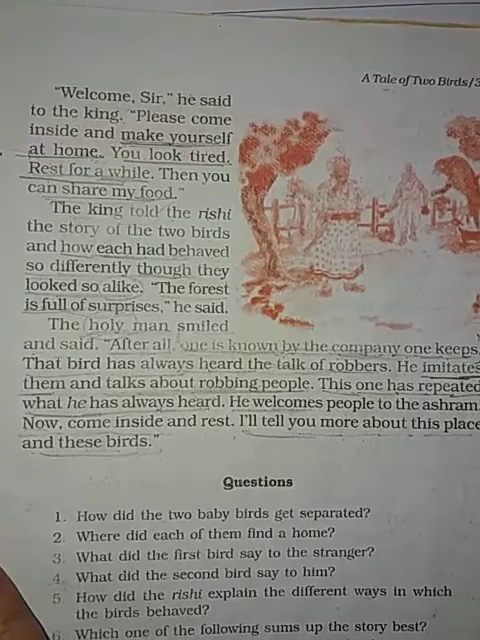 A Tale of Two Birds/3
"Welcome, Sir," he said
to the king. "Please come
inside and make yourself
at home. You look tired.
Rest for a while. Then you
can share my food."
The king told the rishi
the story of the two birds
and how each had behaved
so differently though they
looked so alike. "The forest
is full of surprises," he said.
The holy man smiled
and said, "After all, one is known by the company one keeps.
That bird has always heard the talk of robbers. He imitates
them and talks about robbing people. This one has repeated
what he has always heard. He welcomes people to the ashram.
Now, come inside and rest. I'll tell you more about this place
and these birds."
Questions
1. How did the two baby birds get separated?
2. Where did each of them find a home?
3. What did the first bird say to the stranger?
4. What did the second bird say to him?
5. How did the rishi explain the different ways in which
the birds behaved?
6. Which one of the following sums up the story best?